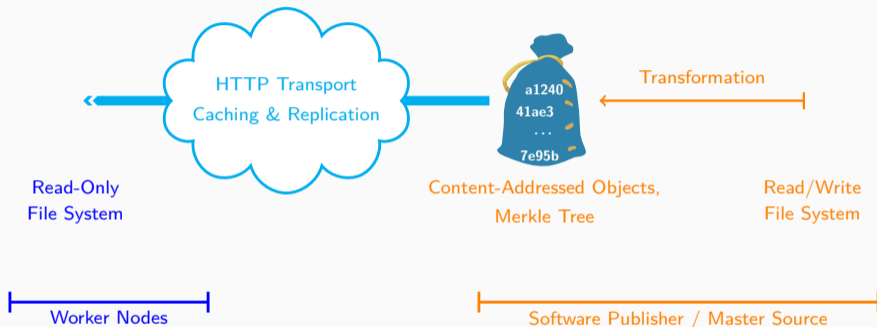 HTTP Transport
Caching & Replication
a1240
41ae3
...
7e95b
Transformation
Read-Only
File System
Content-Addressed Objects,
Merkle Tree
Read/Write
File System
Worker Nodes
Software Publisher / Master Source